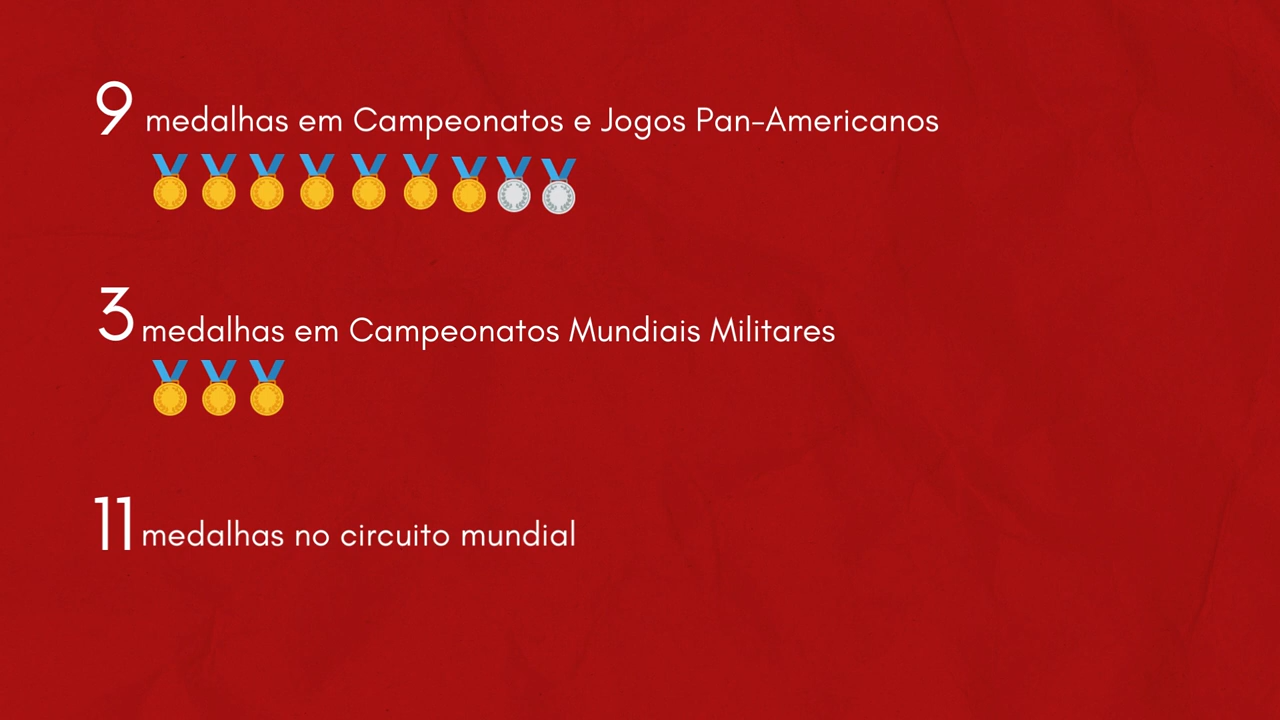 9 medalhas em Campeonatos e Jogos Pan-Americanos
3 medalhas em Campeonatos Mundiais Militares
11 medalhas no circuito mundial